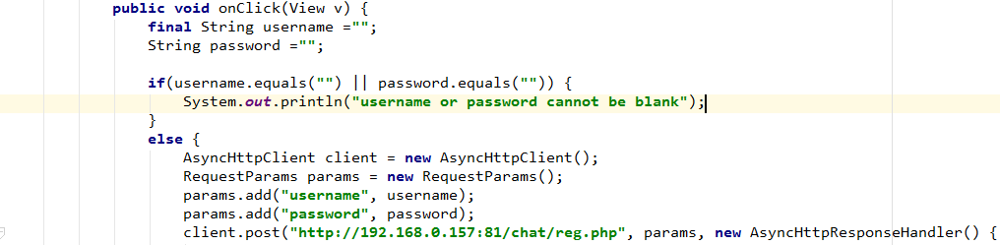 public void onClick(View v) {
final String username ="";
String password ="";
if(username.equals("") || password.equals("")) {
System.out.println("username or password cannot be blank");
}
else {
AsyncHttpClient client = new AsyncHttpClient();
RequestParams params = new RequestParams();
params.add("username", username);
params.add("password", password);
client.post("http://192.168.0.157:81/chat/reg.php", params, new AsyncHttpResponseHandler() {